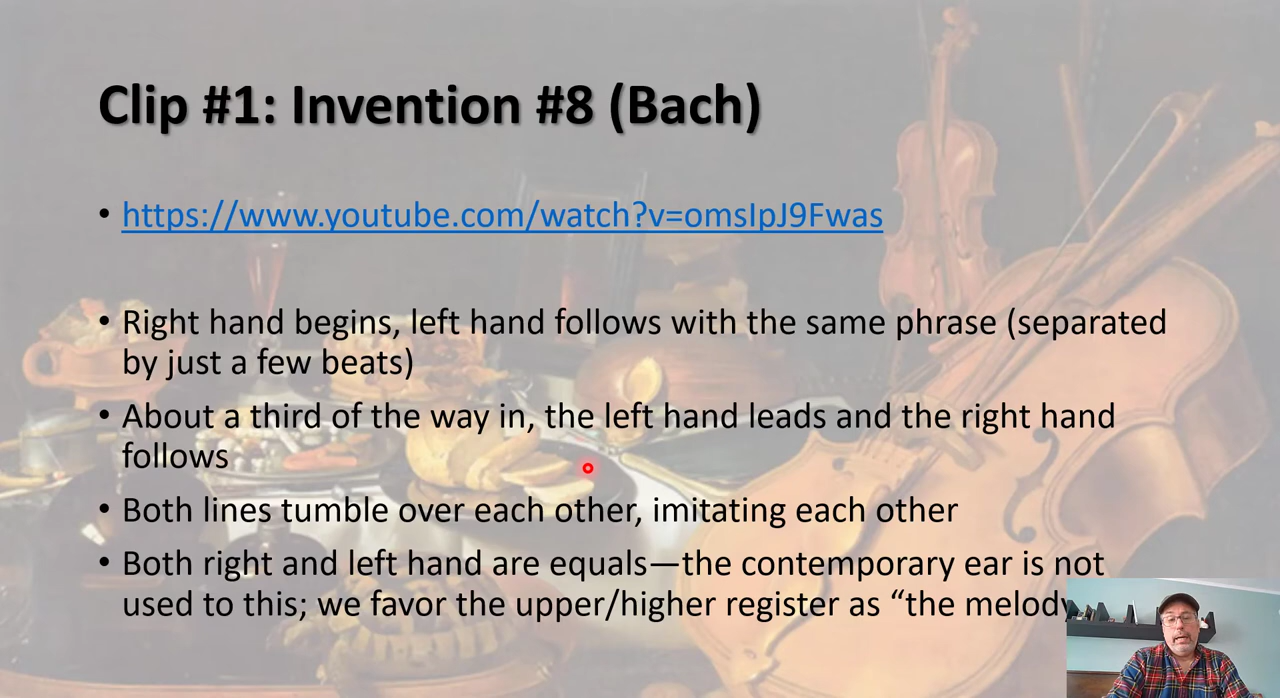 Clip #1: Invention #8 (Bach)
• https://www.youtube.com/watch?v=omsIpJ9Fwas
• Right hand begins, left hand follows with the same phrase (separated
by just a few beats)
• About a third of the way in, the left hand leads and the right hand
follows
• Both lines tumble over each other, imitating each other
• Both right and left hand are equals—the contemporary ear is not
used to this; we favor the upper/higher register as “the melody